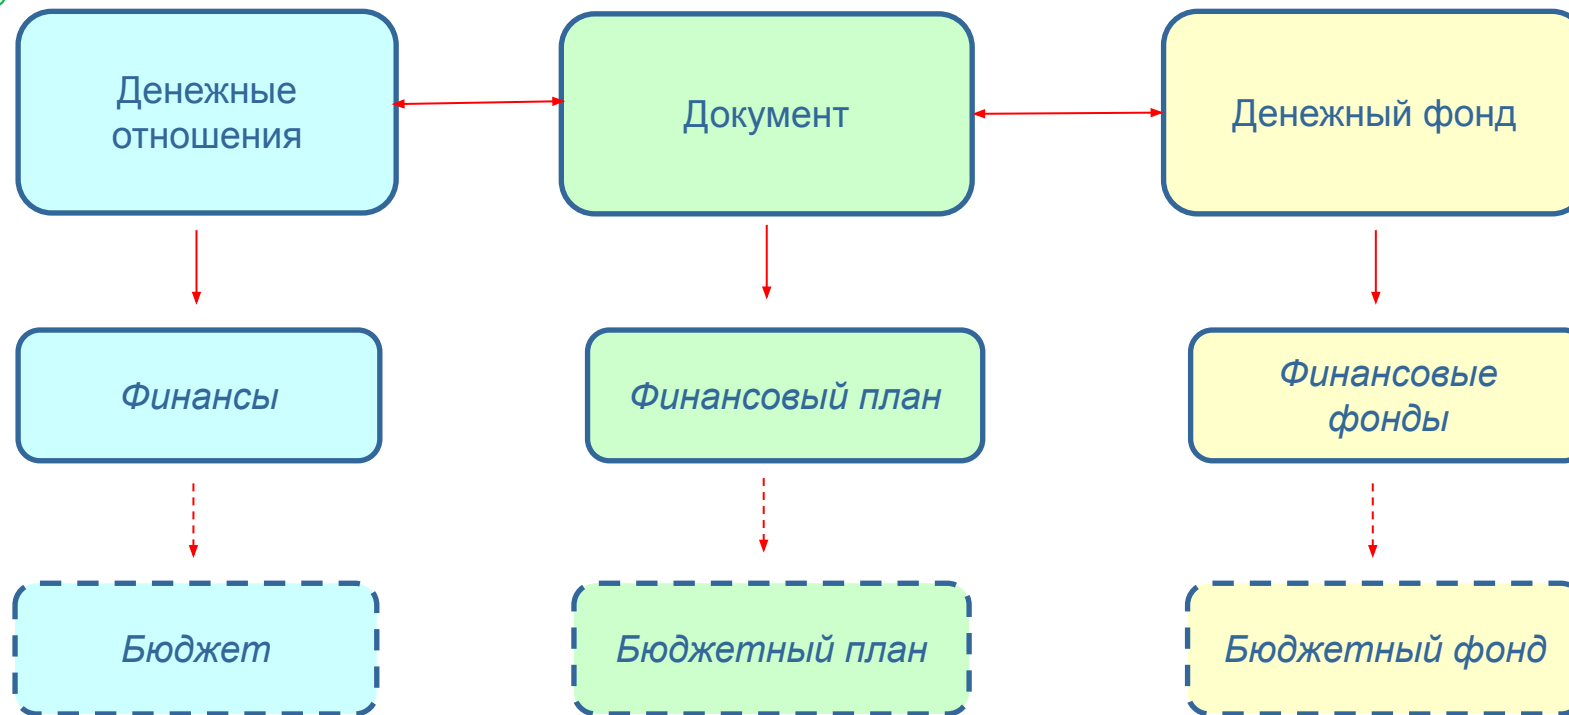 Денежные
отношения
Документ
Денежный фонд
Финансы
Финансовый план
Финансовые
фонды
Бюджет
Бюджетный план
Бюджетный фонд